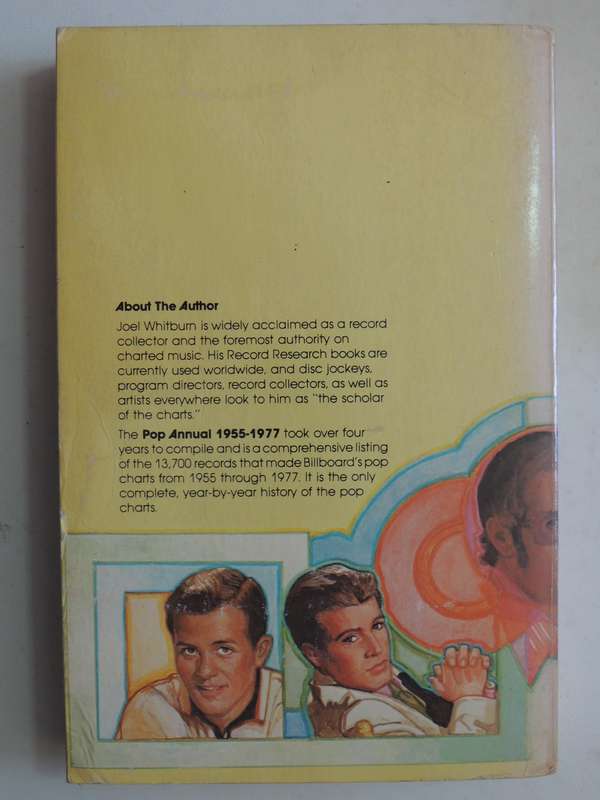 About The Author
Joel Whitburn is widely acclaimed as a record
collector and the foremost authority on
charted music. His Record Research books are
currently used worldwide, and disc jockeys,
program directors, record collectors, as well as
artists everywhere look to him as "the scholar
of the charts."
The Pop Annual 1955-1977 took over four
years to compile and is a comprehensive listing
of the 13,700 records that made Billboard's pop
charts from 1955 through 1977. It is the only
complete, year-by-year history of the pop
charts.